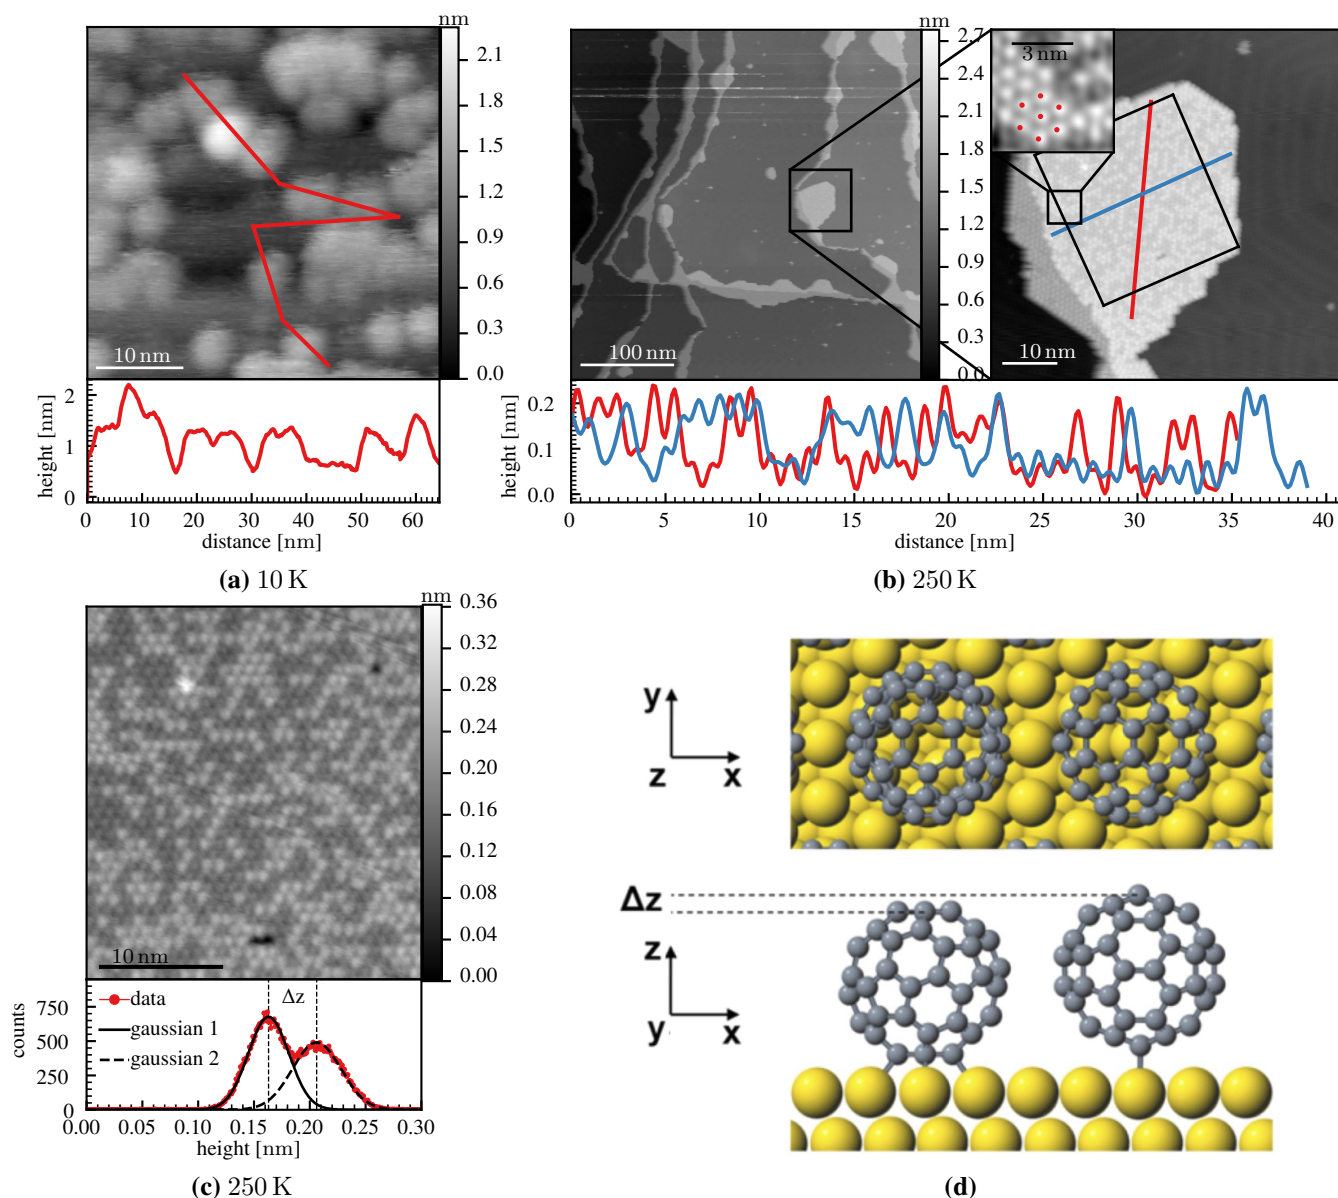 nm
2.1
1.8
1.5
1.2
0.9
0.6
0.3
0.0
10 nm
height [nm]
2
1
0
0 10 20 30 40 50 60
distance [nm]
(a) 10 K
nm
2.7
2.4
2.1
1.8
1.5
1.2
0.9
0.6
0.3
0.0
100 nm
3 nm
10 nm
height [nm]
0.2
0.1
0.0
0 5 10 15 20 25 30 35 40
distance [nm]
(b) 250 K
nm
0.36
0.32
0.28
0.24
0.20
0.16
0.12
0.08
0.04
0.00
10 nm
counts
750
500
250
0
data
gaussian 1
gaussian 2
Δz
0.00 0.05 0.10 0.15 0.20 0.25 0.30
height [nm]
(c) 250 K
y
z x
Δz
z
y x
(d)